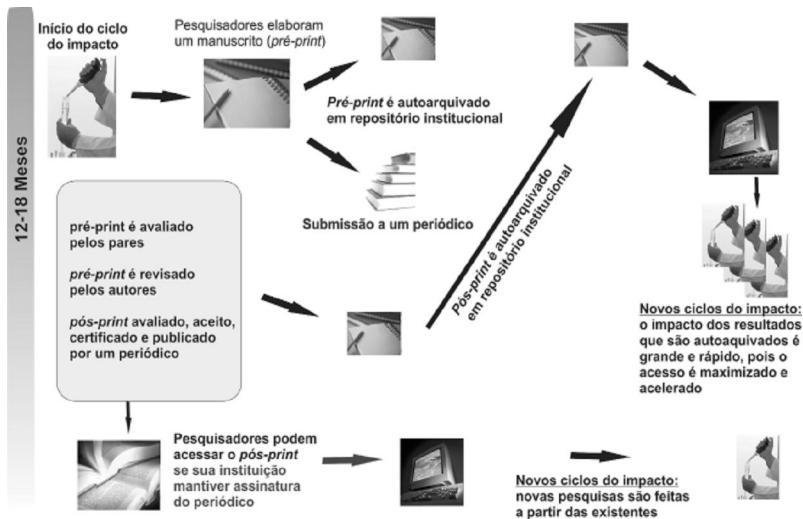 Início do ciclo
do impacto
Pesquisadores elaboram
um manuscrito (pré-print)
Pré-print é autoarquivado
em repositório institucional
Submissão a um periódico
12-18 Meses
pré-print é avaliado
pelos pares
pré-print é revisado
pelos autores
pós-print avaliado, aceito,
certificado e publicado
por um periódico
Pós-print é autoarquivado
em repositório institucional
Novos ciclos do impacto:
o impacto dos resultados
que são autoaquivados é
grande e rápido, pois o
acesso é maximizado e
acelerado
Pesquisadores podem
acessar o pós-print
se sua instituição
mantiver assinatura
do periódico
Novos ciclos do impacto:
novas pesquisas são feitas
a partir das existentes